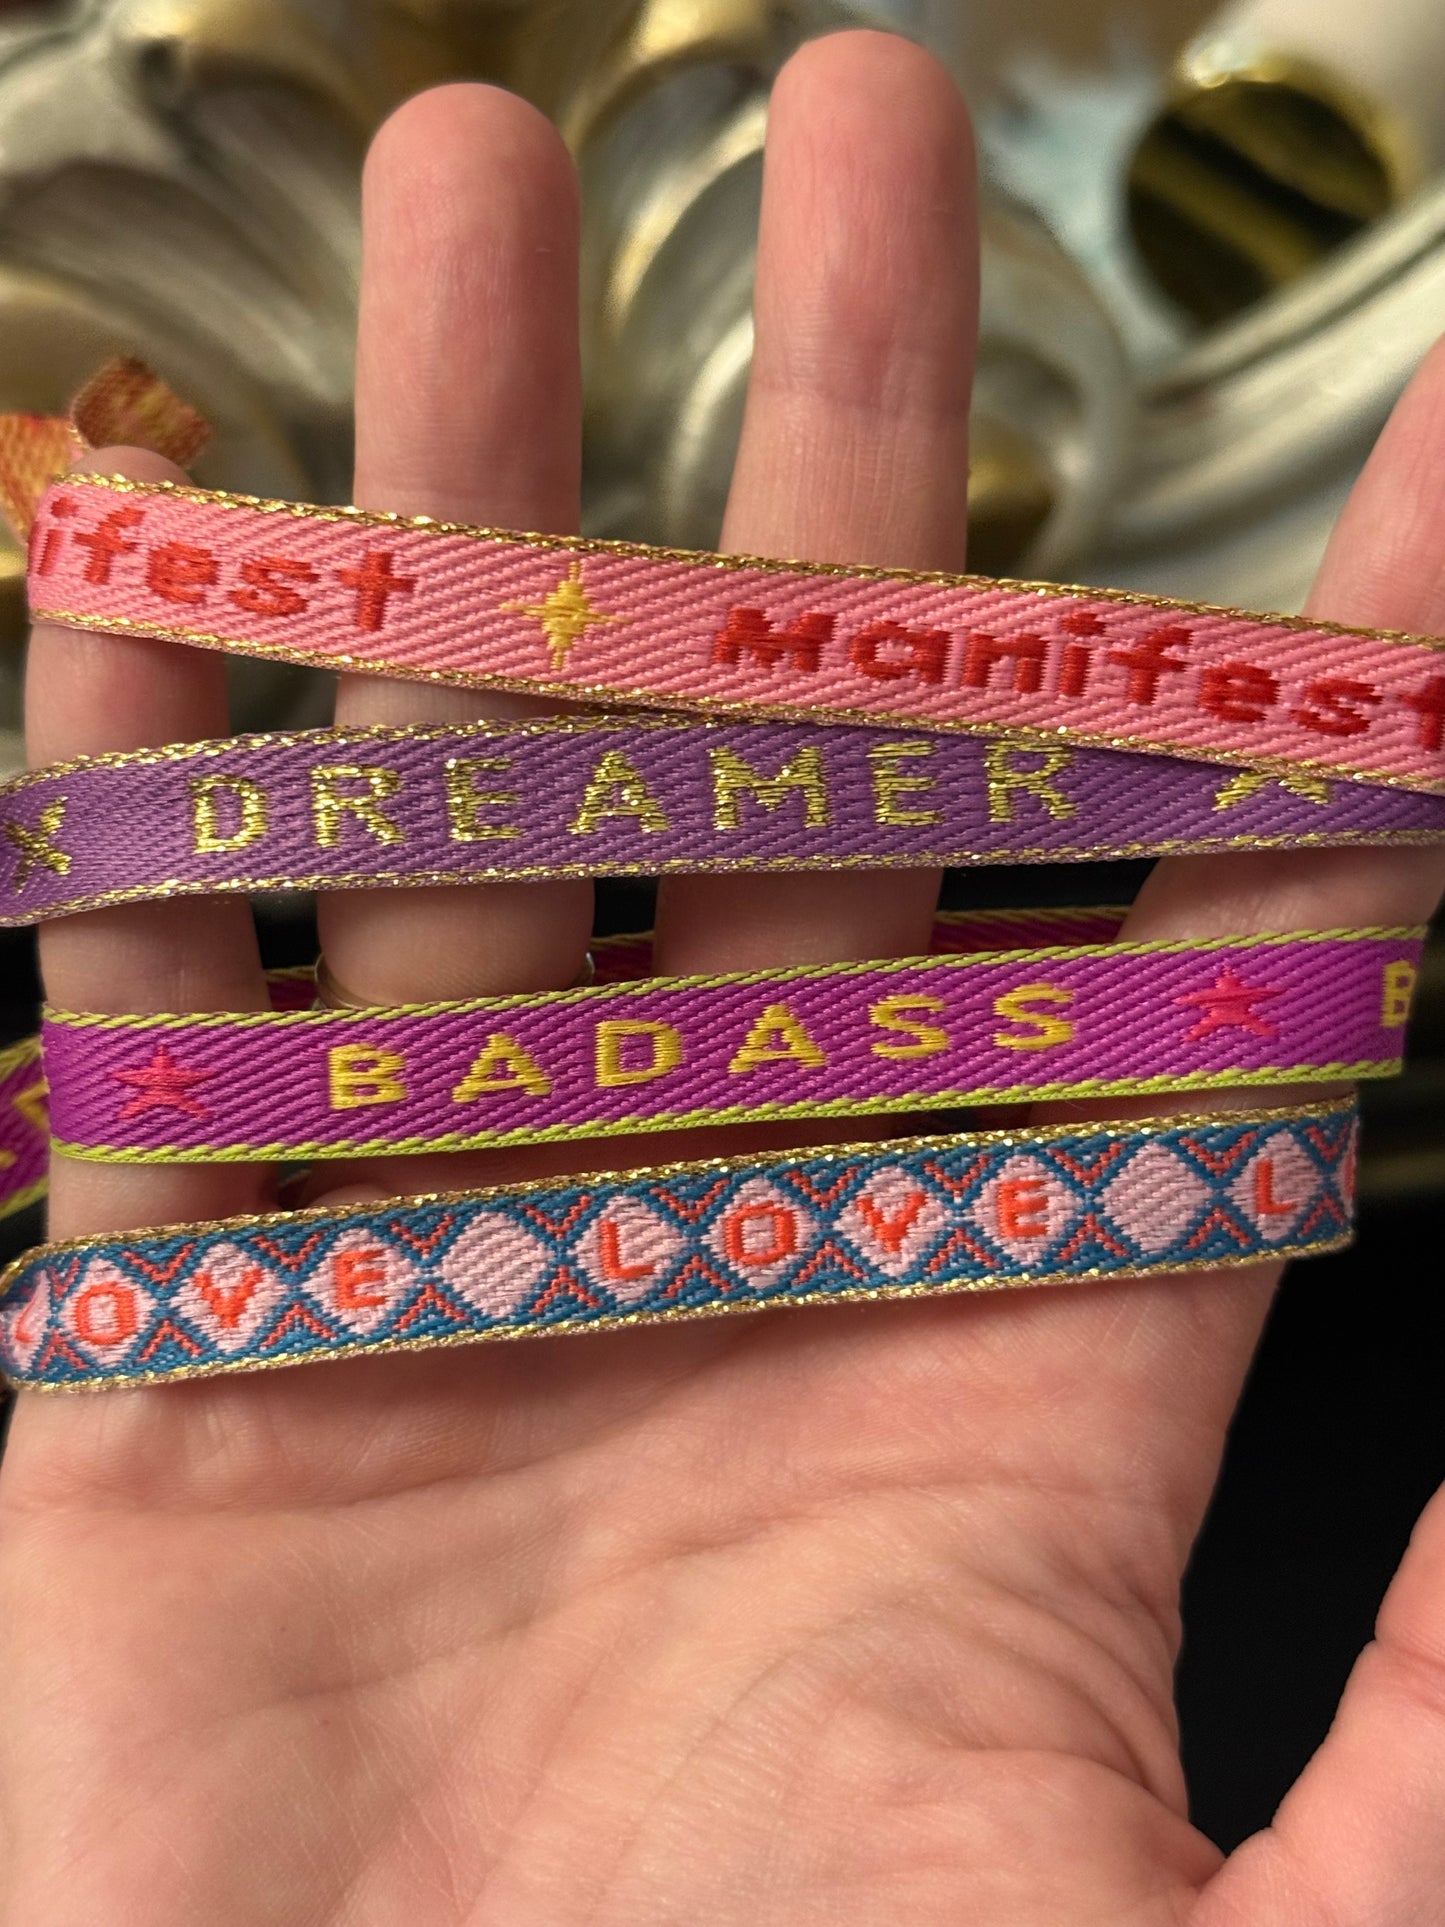 ifest Manifest
DREAMER
BADASS B
LOVE LOVE L